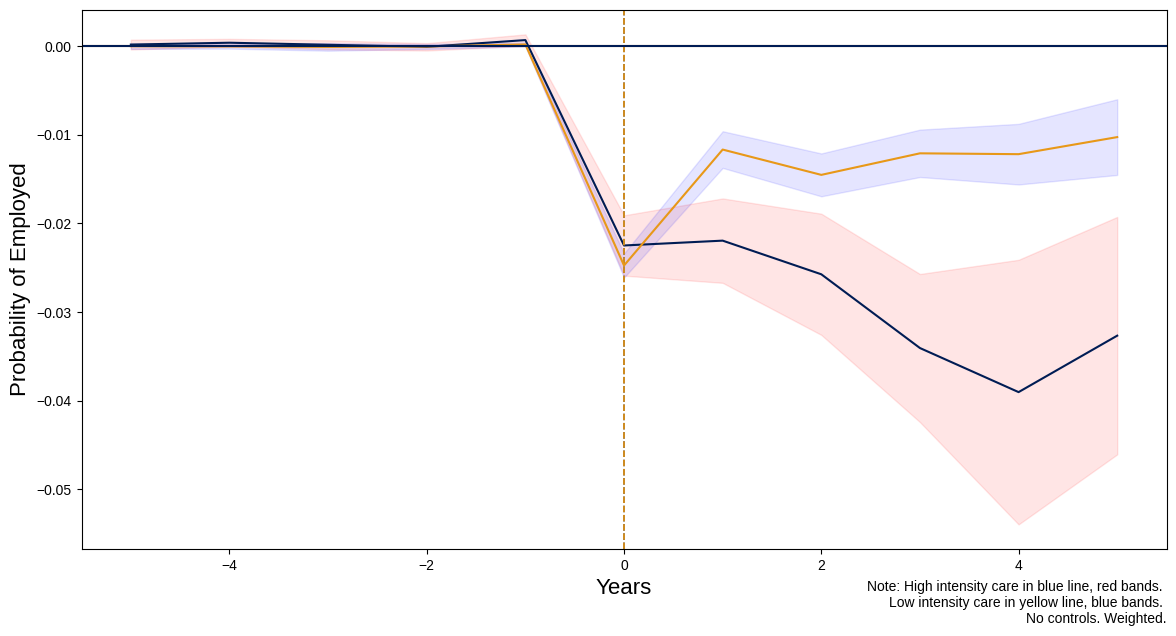 0.00
−0.01
−0.02
−0.03
−0.04
−0.05
Probability of Employed
−4
−2
0
2
4
Years
Note: High intensity care in blue line, red bands.
Low intensity care in yellow line, blue bands.
No controls. Weighted.